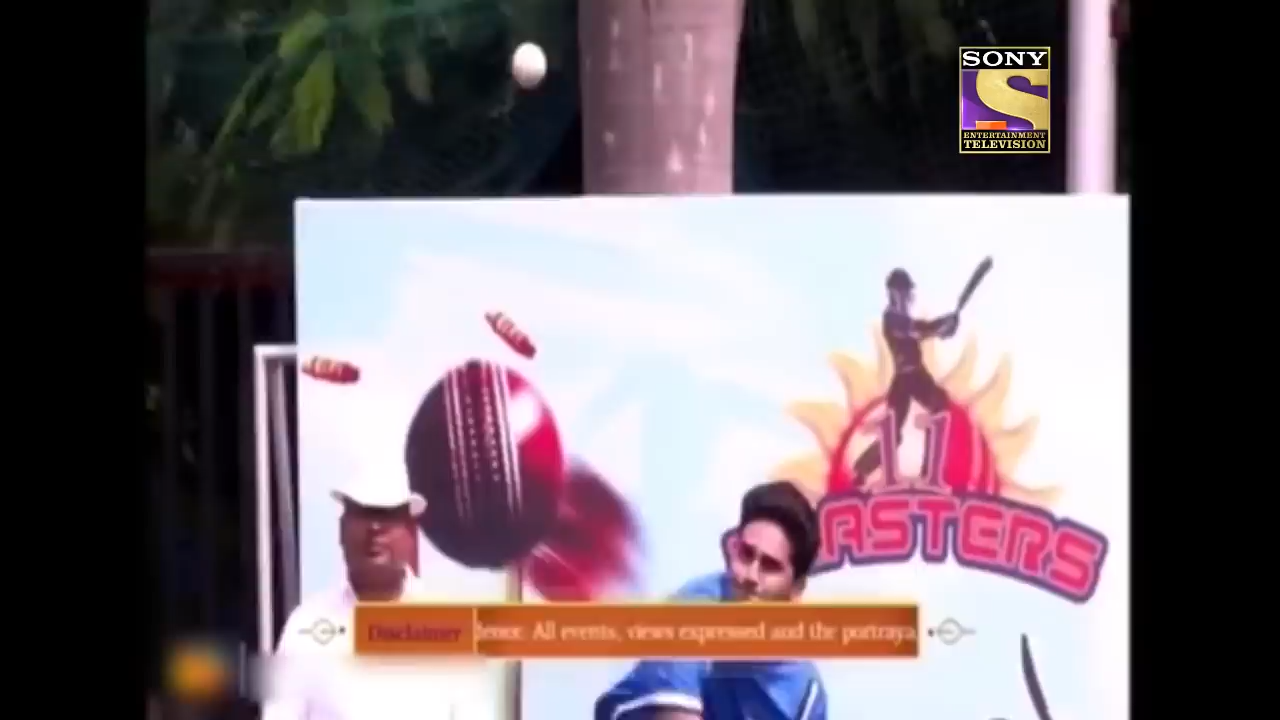 SONY
ENTERTAINMENT
TELEVISION
11
ASTERS
Disclaimer
All events, views expressed and the portraya